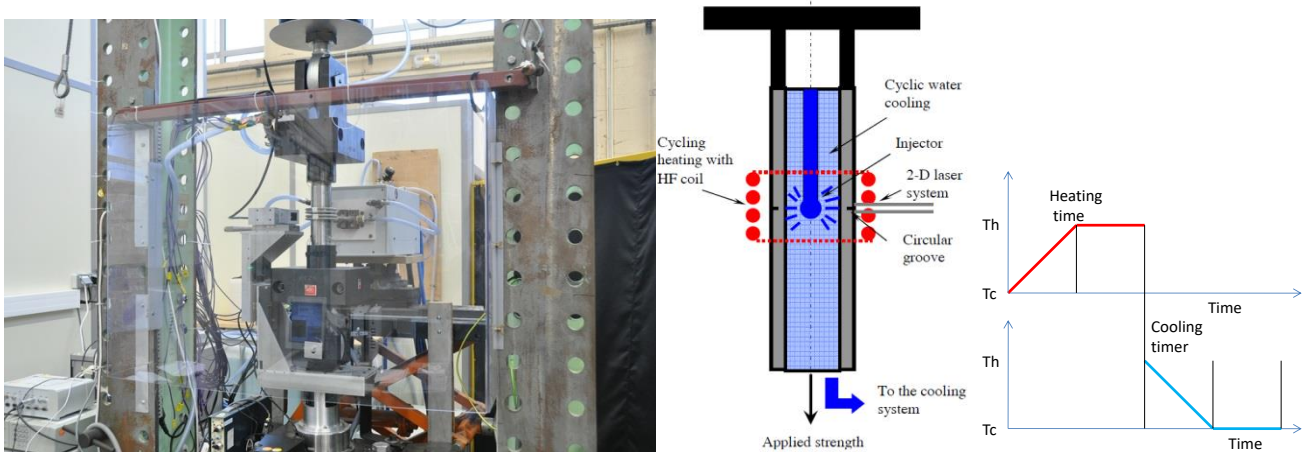 Cyclic water
cooling
Cycling
heating with
HF coil
Injector
2-D laser
system
Circular
groove
To the cooling
system
Applied strength
Heating
time
Th
Tc
Time
Cooling
timer
Th
Tc
Time